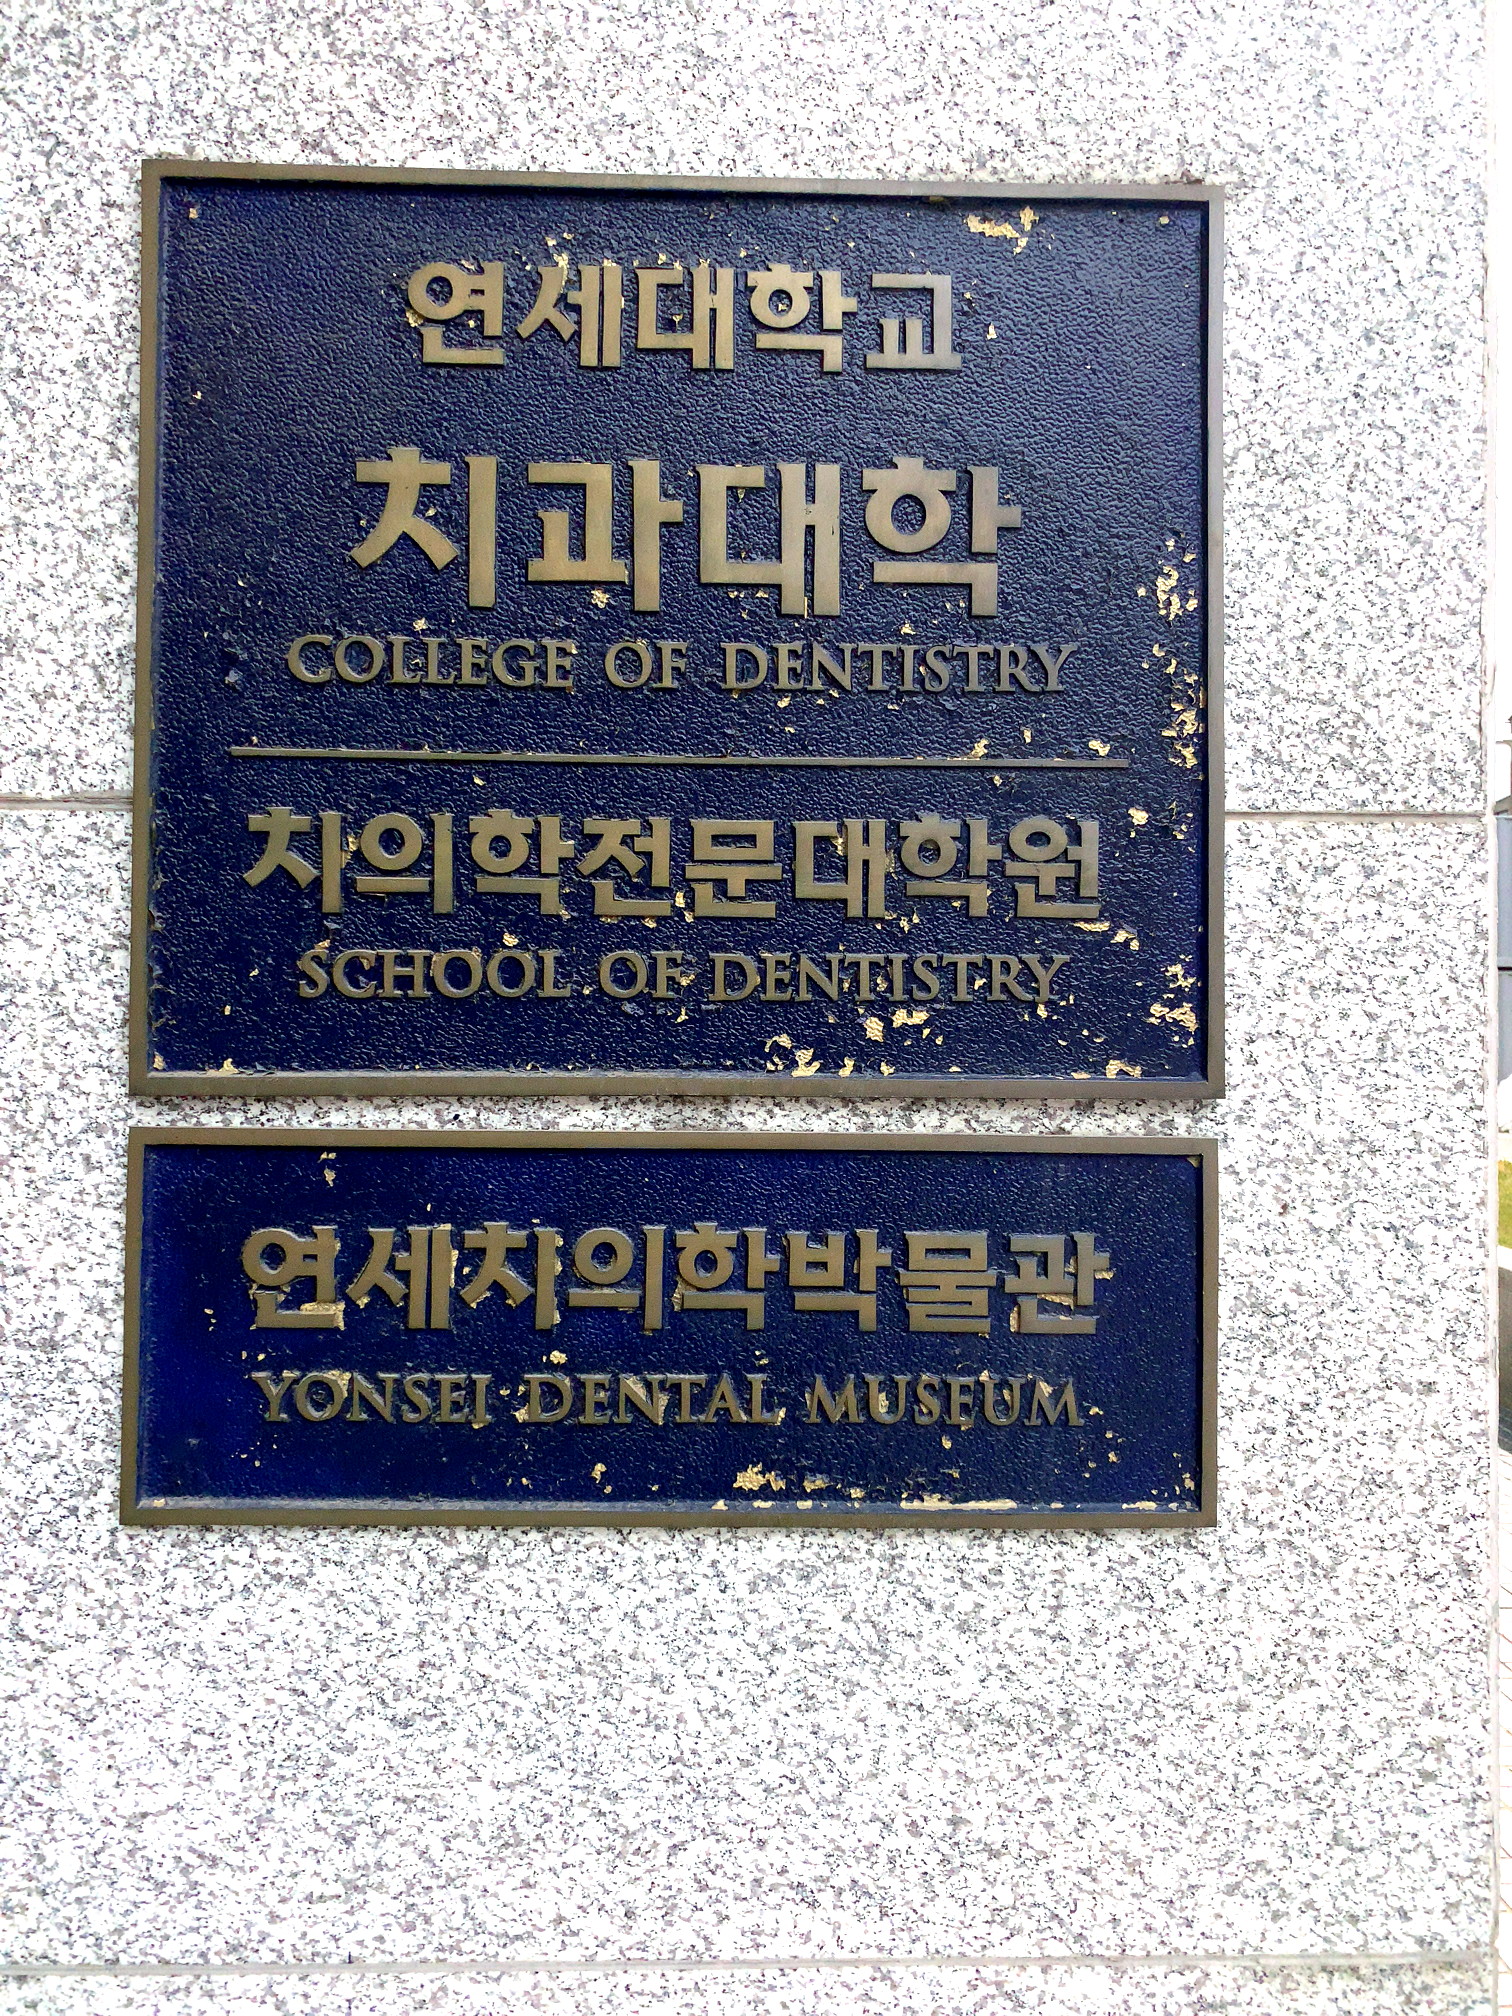 연세대학교
치과대학
COLLEGE OF DENTISTRY
치의학전문대학원
SCHOOL OF DENTISTRY
연세치의학박물관
YONSEI DENTAL MUSEUM